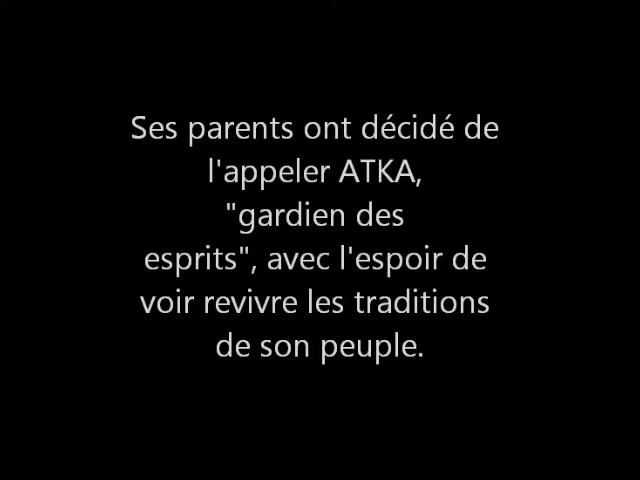 Ses parents ont décidé de
l'appeler ATKA,
"gardien des
esprits", avec l'espoir de
voir revivre les traditions
de son peuple.